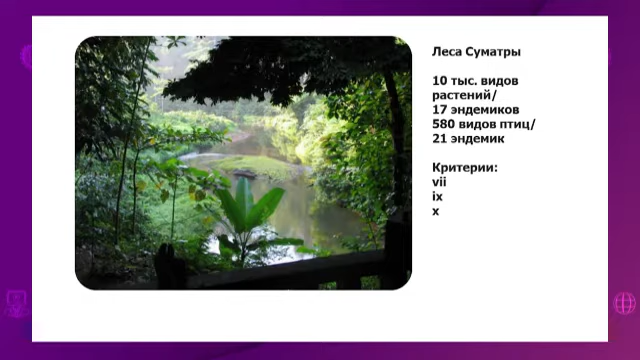 Леса Суматры
10 тыс. видов
растений/
17 эндемиков
580 видов птиц/
21 эндемик
Критерии:
vii
ix
x